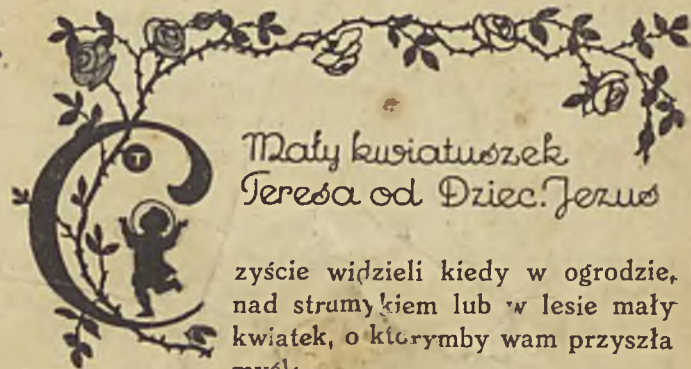 Mały kwiatuszek
Teresa od Dziec. Jezus
Czyście widzieli kiedy w ogrodzie,
nad strumykiem lub w lesie mały
kwiatek, o którymby wam przyszła